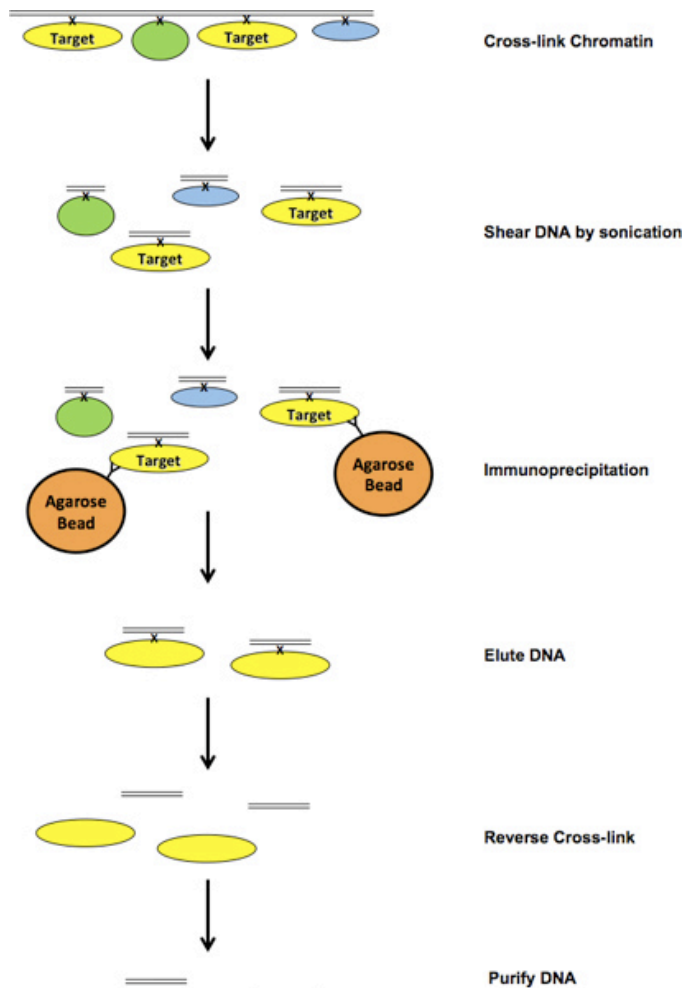 X X X X
Target Target
Cross-link Chromatin
X X X
Target
X
Target
Shear DNA by sonication
X X X
Target
X
Target
Agarose
Bead
Agarose
Bead
Immunoprecipitation
X X
Elute DNA
Reverse Cross-link
Purify DNA